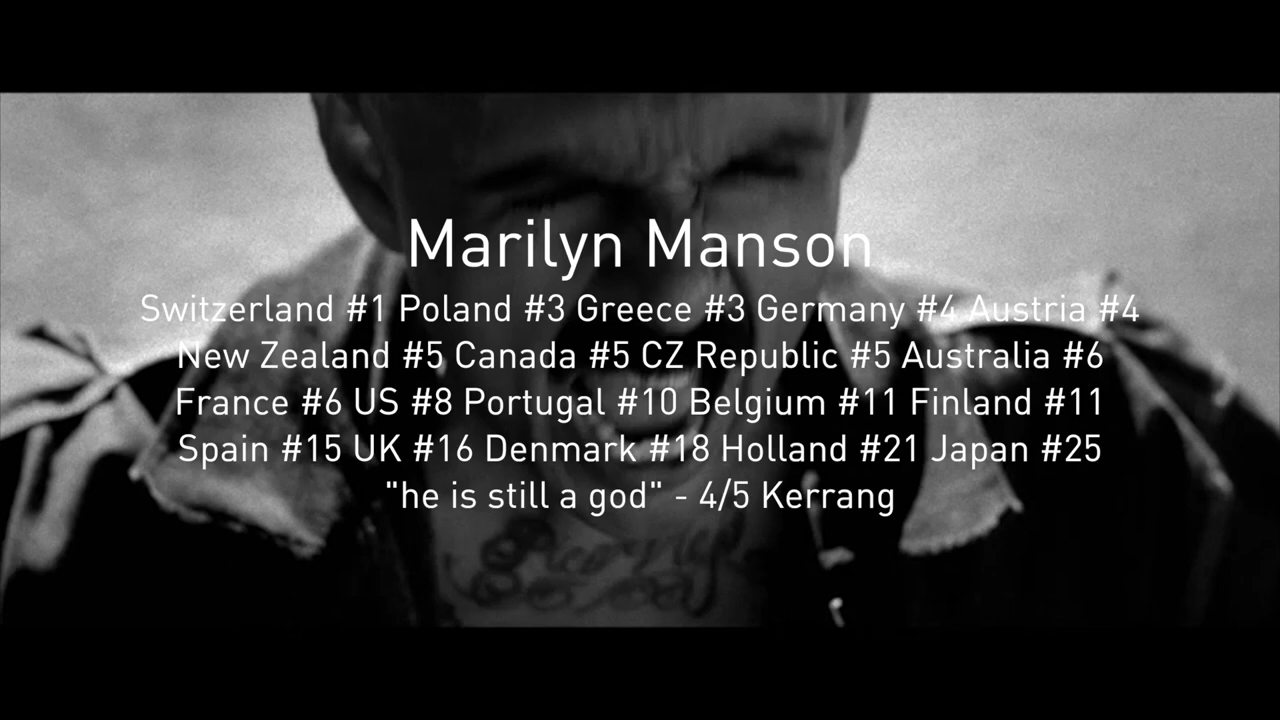 Marilyn Manson
Switzerland #1 Poland #3 Greece #3 Germany #4 Austria #4
New Zealand #5 Canada #5 CZ Republic #5 Australia #6
France #6 US #8 Portugal #10 Belgium #11 Finland #11
Spain #15 UK #16 Denmark #18 Holland #21 Japan #25
"he is still a god" - 4/5 Kerrang